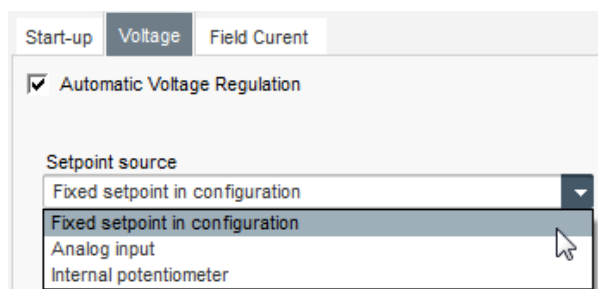 Start-up Voltage Field Curent
Automatic Voltage Regulation
Setpoint source
Fixed setpoint in configuration
Fixed setpoint in configuration
Analog input
Internal potentiometer